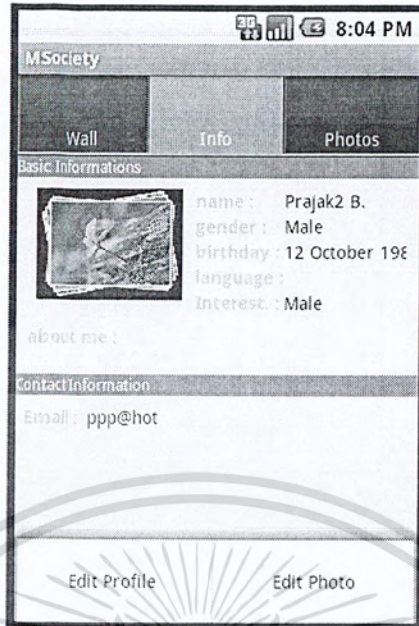 3G 8:04 PM
MSociety
Wall Info Photos
Basic Informations
name : Prajak2 B.
gender : Male
birthday : 12 October 198
language :
Interest. : Male
about me :
Contact Information
Email : ppp@hot
Edit Profile Edit Photo